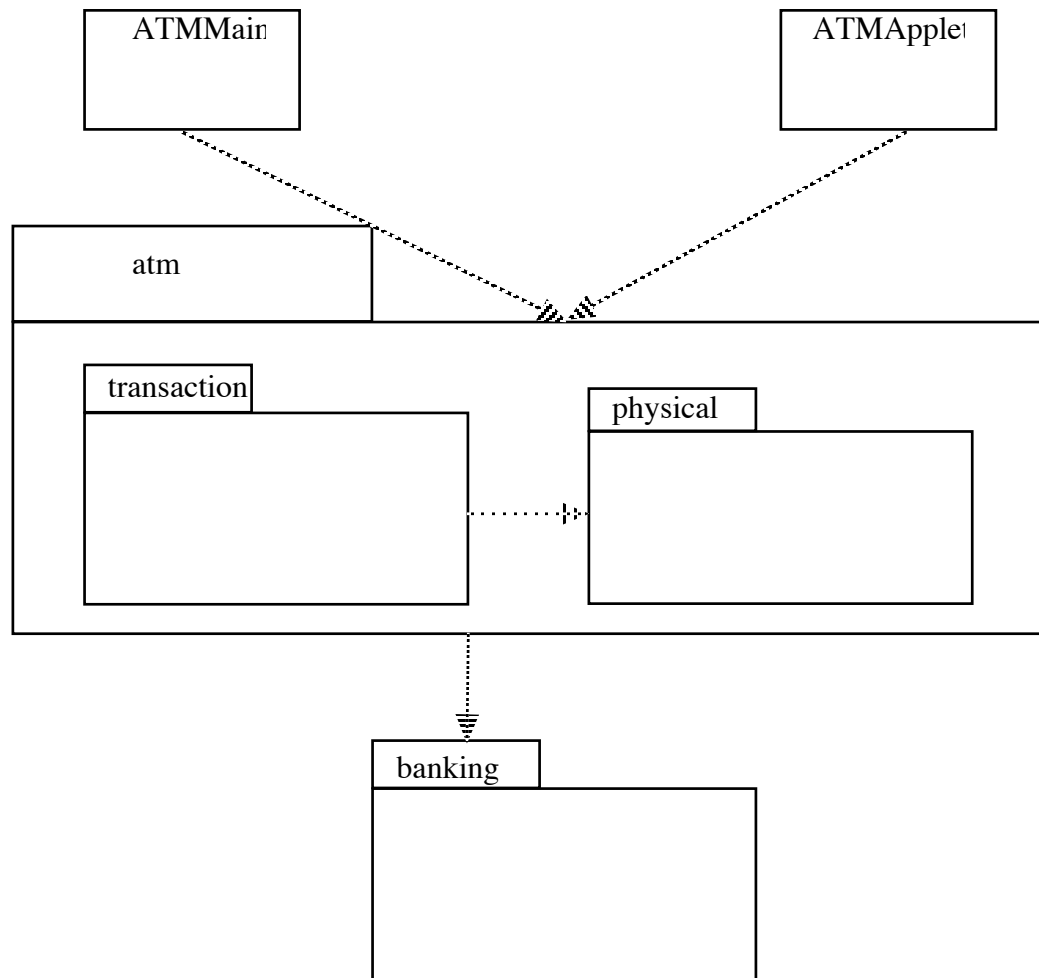 ATMMain
ATMApplet
atm
transaction
physical
banking